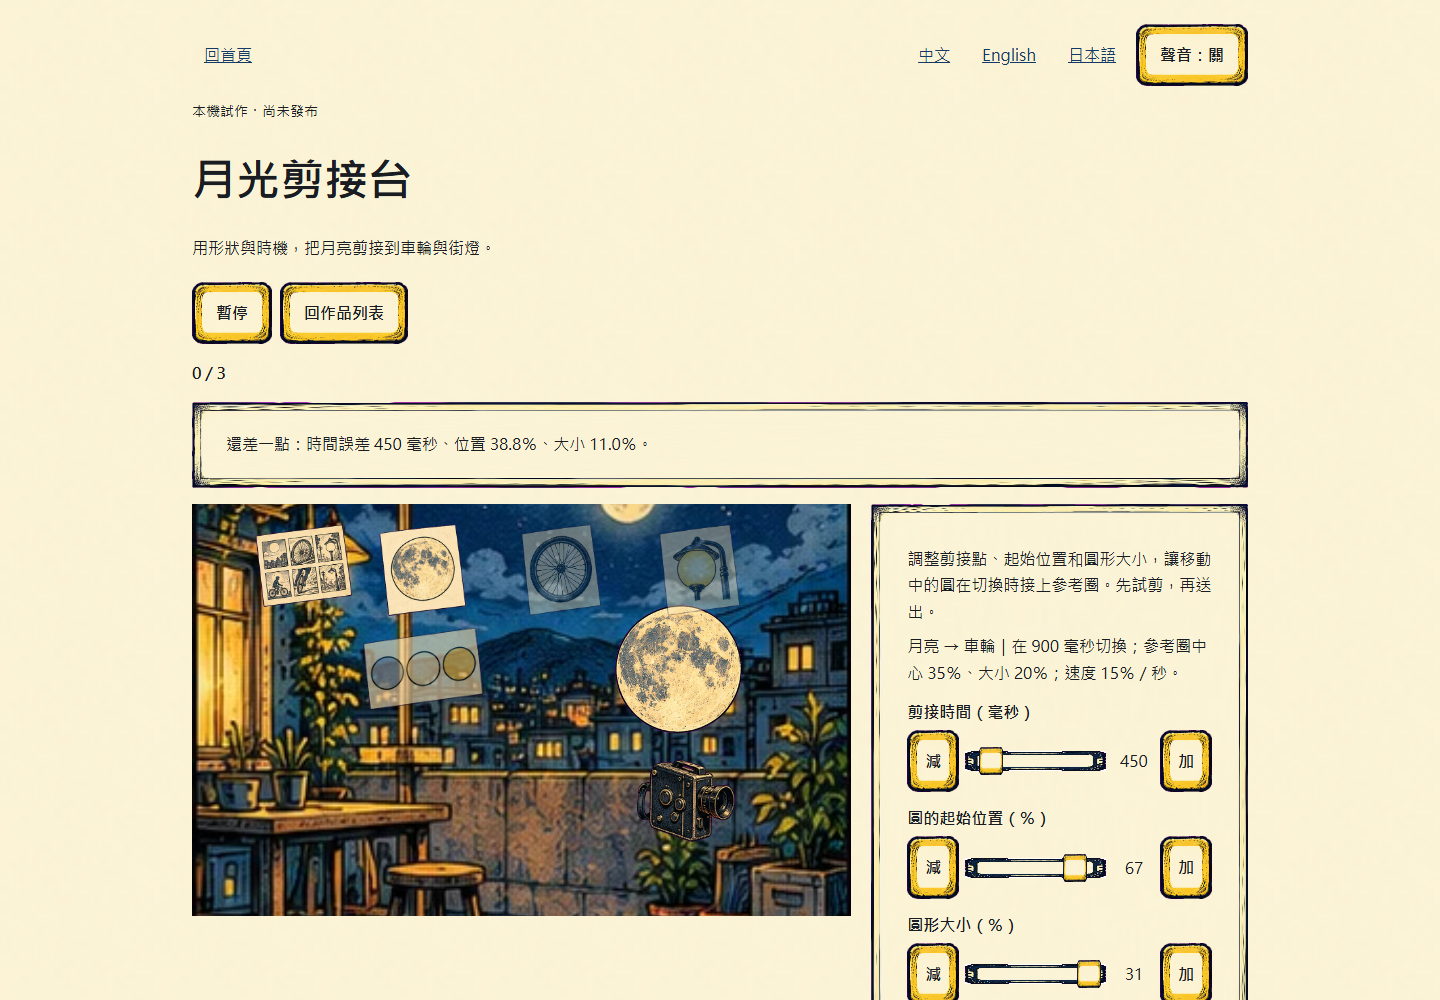 回首頁
中文 English 日本語 聲音：關
本機試作・尚未發布
月光剪接台
用形狀與時機，把月亮剪接到車輪與街燈。
暫停 回作品列表
0 / 3
還差一點：時間誤差 450 毫秒、位置 38.8%、大小 11.0%。
調整剪接點、起始位置和圓形大小，讓移動
中的圓在切換時接上參考圈。先試剪，再送
出。
月亮 → 車輪 | 在 900 毫秒切換；參考圈中
心 35%、大小 20%；速度 15% / 秒。
剪接時間（毫秒）
減 450 加
圓的起始位置（%）
減 67 加
圓形大小（%）
減 31 加